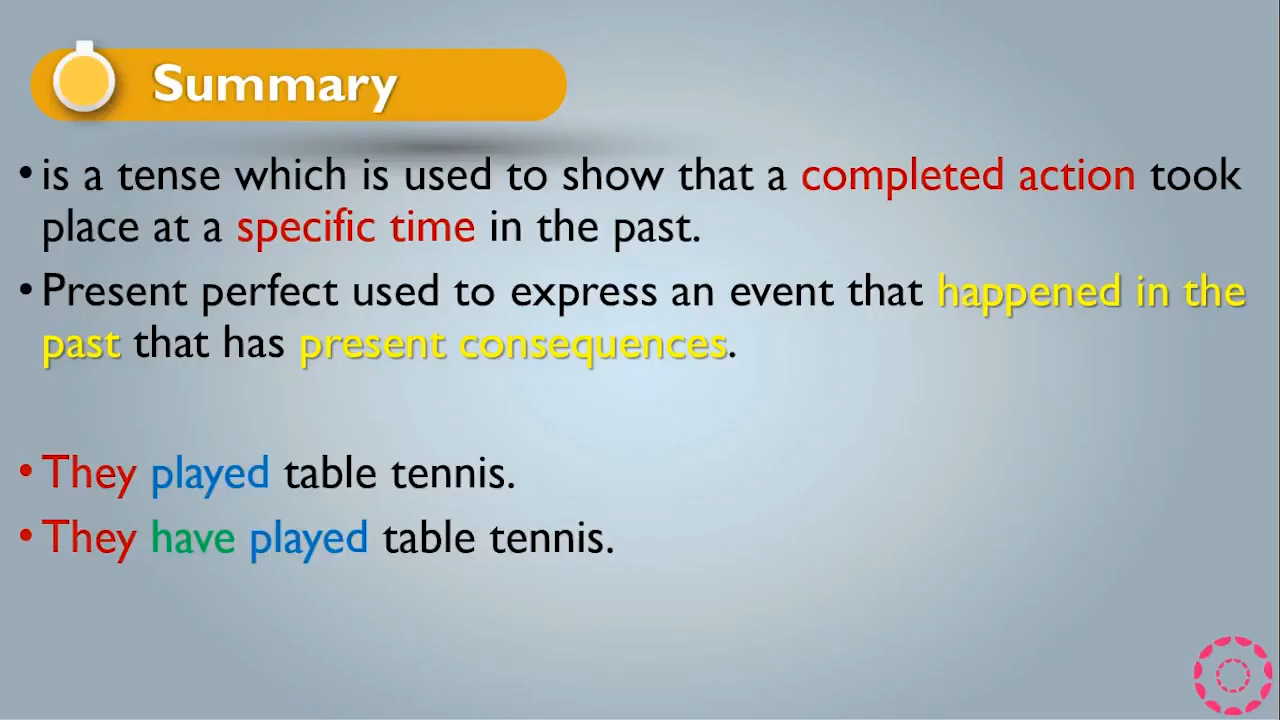 Summary
• is a tense which is used to show that a completed action took
place at a specific time in the past.
• Present perfect used to express an event that happened in the
past that has present consequences.
• They played table tennis.
• They have played table tennis.